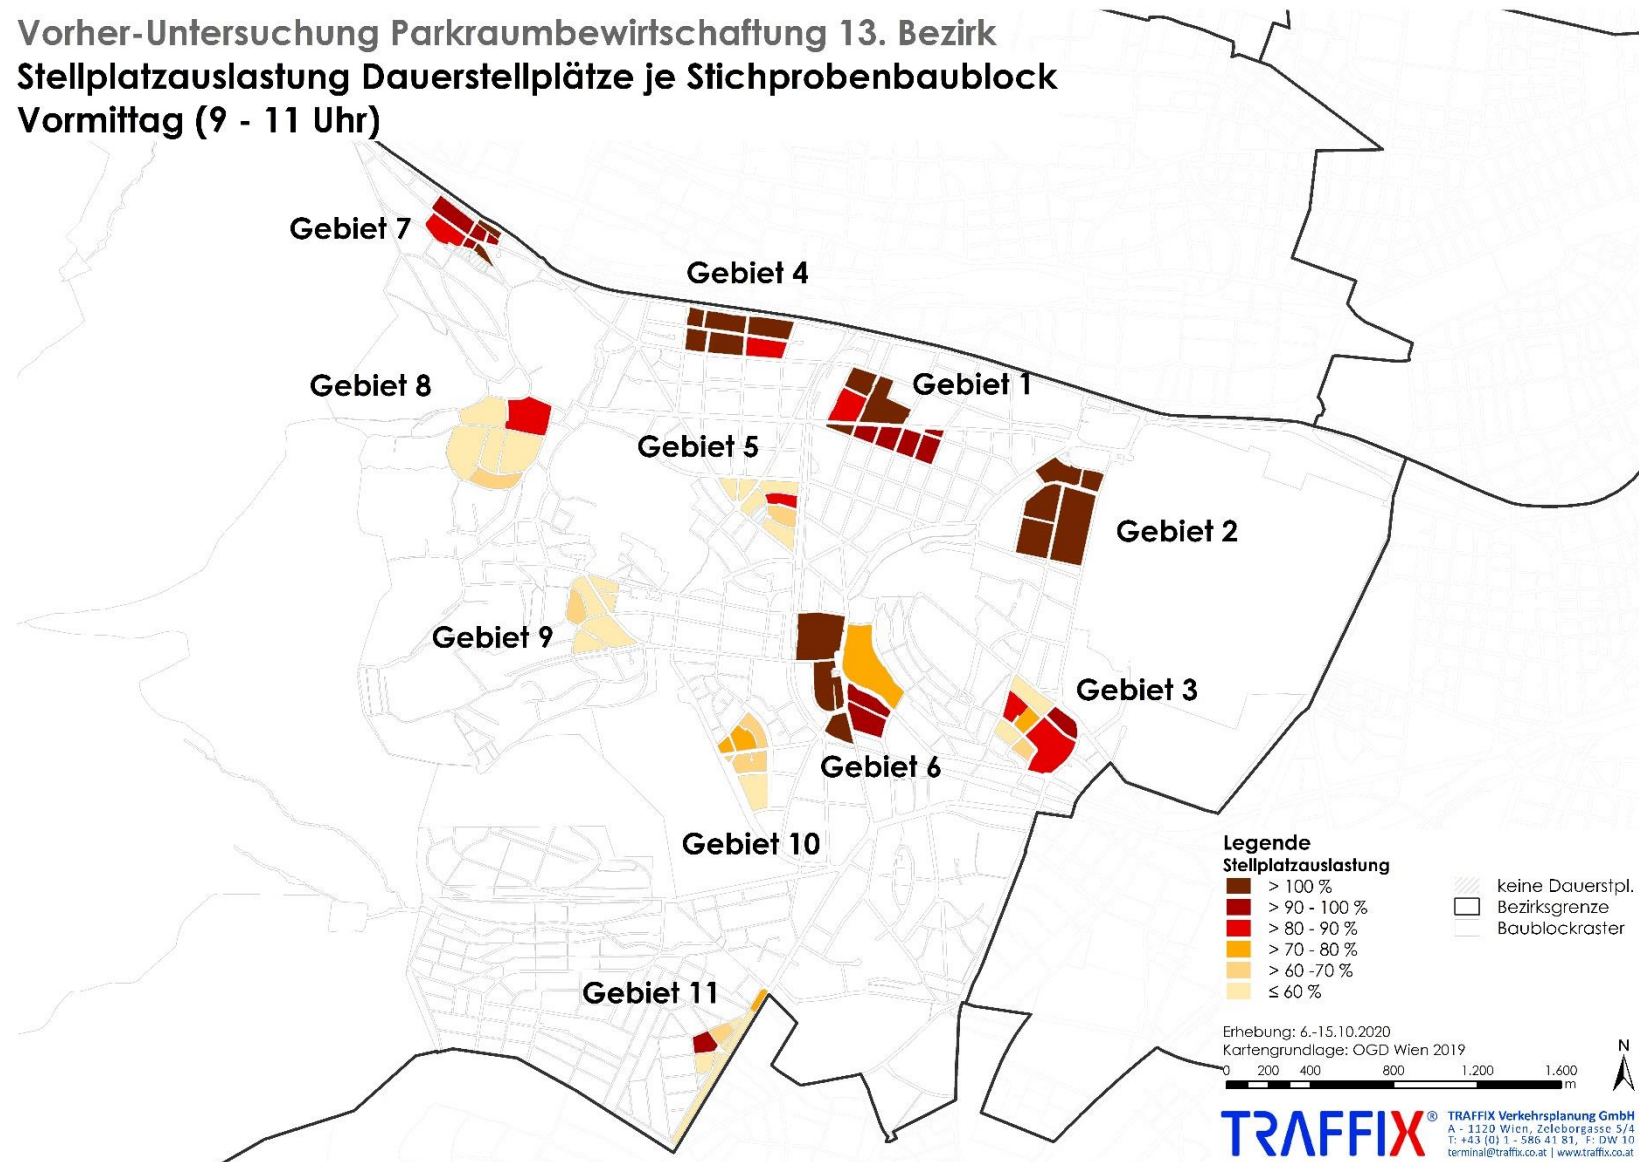 Vorher-Untersuchung Parkraumbewirtschaftung 13. Bezirk
Stellplatzauslastung Dauerstellplätze je Stichprobenbaublock
Vormittag (9 - 11 Uhr)
Gebiet 7
Gebiet 4
Gebiet 8
Gebiet 1
Gebiet 5
Gebiet 2
Gebiet 9
Gebiet 3
Gebiet 6
Gebiet 10
Gebiet 11
Legende
Stellplatzauslastung
> 100 %
> 90 - 100 %
> 80 - 90 %
> 70 - 80 %
> 60 -70 %
≤ 60 %
keine Dauerstpl.
Bezirksgrenze
Baublockraster
Erhebung: 6.-15.10.2020
Kartengrundlage: OGD Wien 2019
0 200 400 800 1.200 1.600
m
N
TRAFFIX®
TRAFFIX Verkehrsplanung GmbH
A - 1120 Wien, Zeleborgasse 5/4
T: +43 (0) 1 - 586 41 81, F: DW 10
terminal@traffix.co.at | www.traffix.co.at